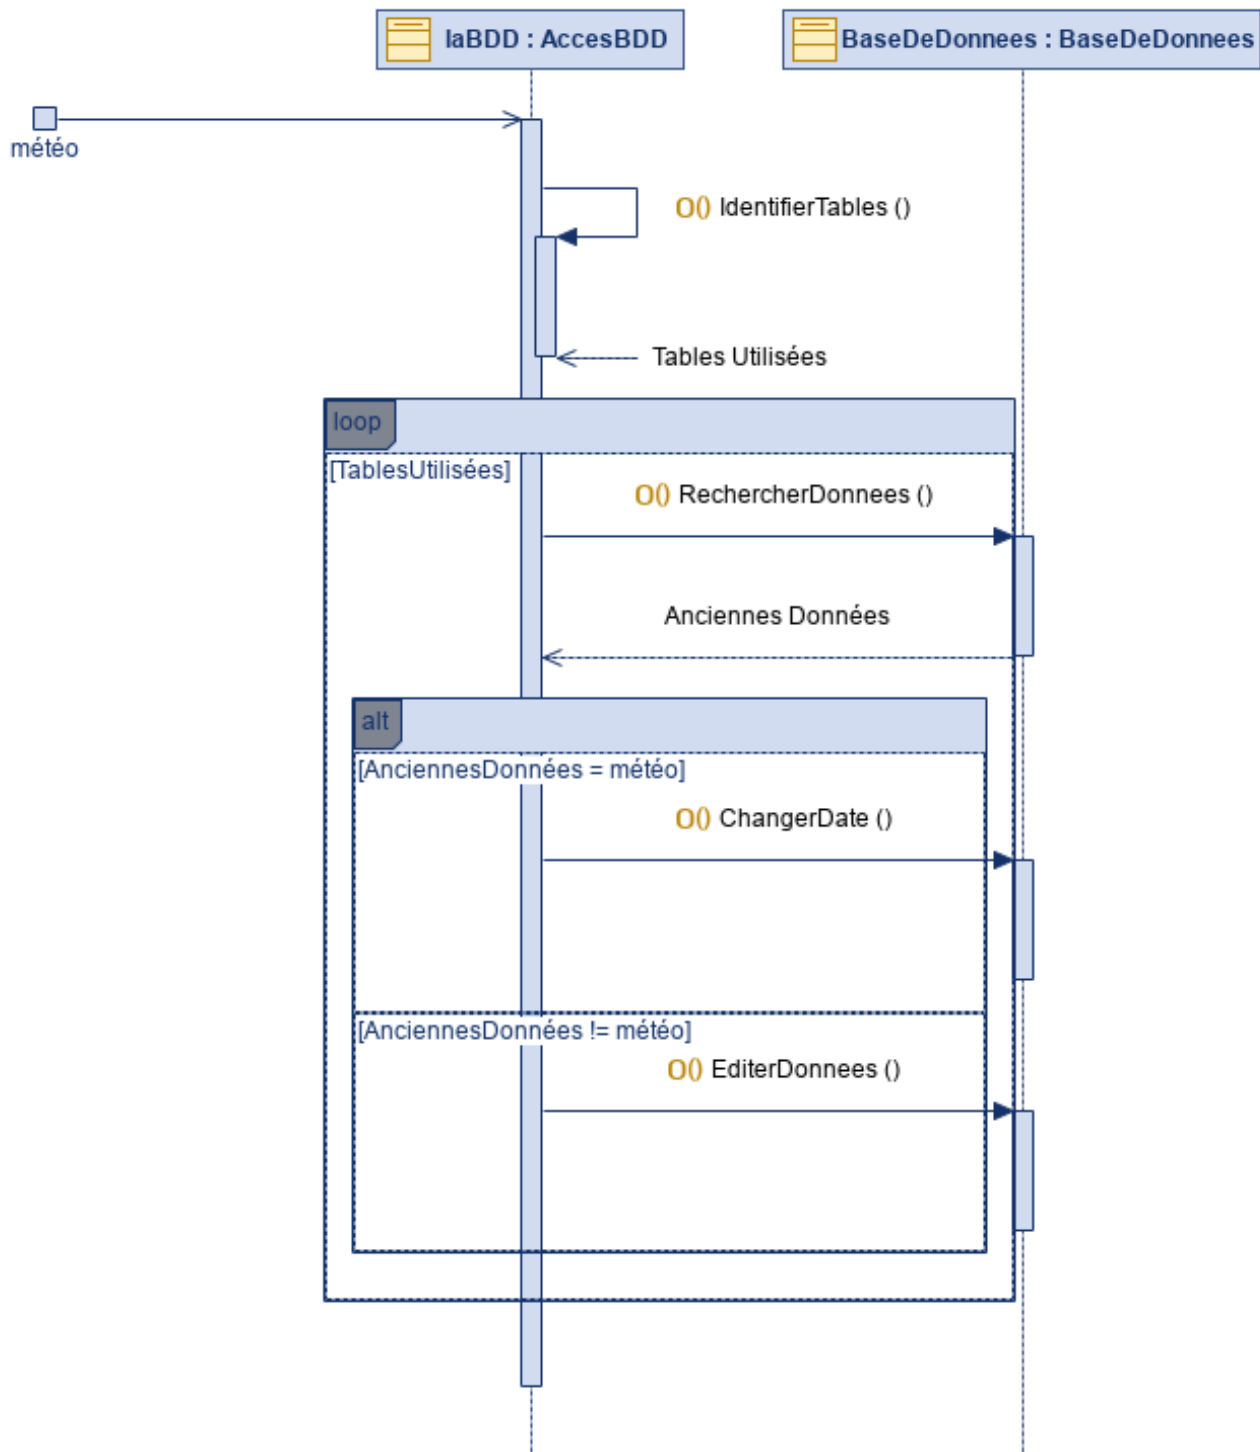 laBDD : AccesBDD
BaseDeDonnees : BaseDeDonnees
météo
O() IdentifierTables ()
Tables Utilisées
loop
[TablesUtilisées]
O() RechercherDonnees ()
Anciennes Données
alt
[AnciennesDonnées = météo]
O() ChangerDate ()
[AnciennesDonnées != météo]
O() EditerDonnees ()